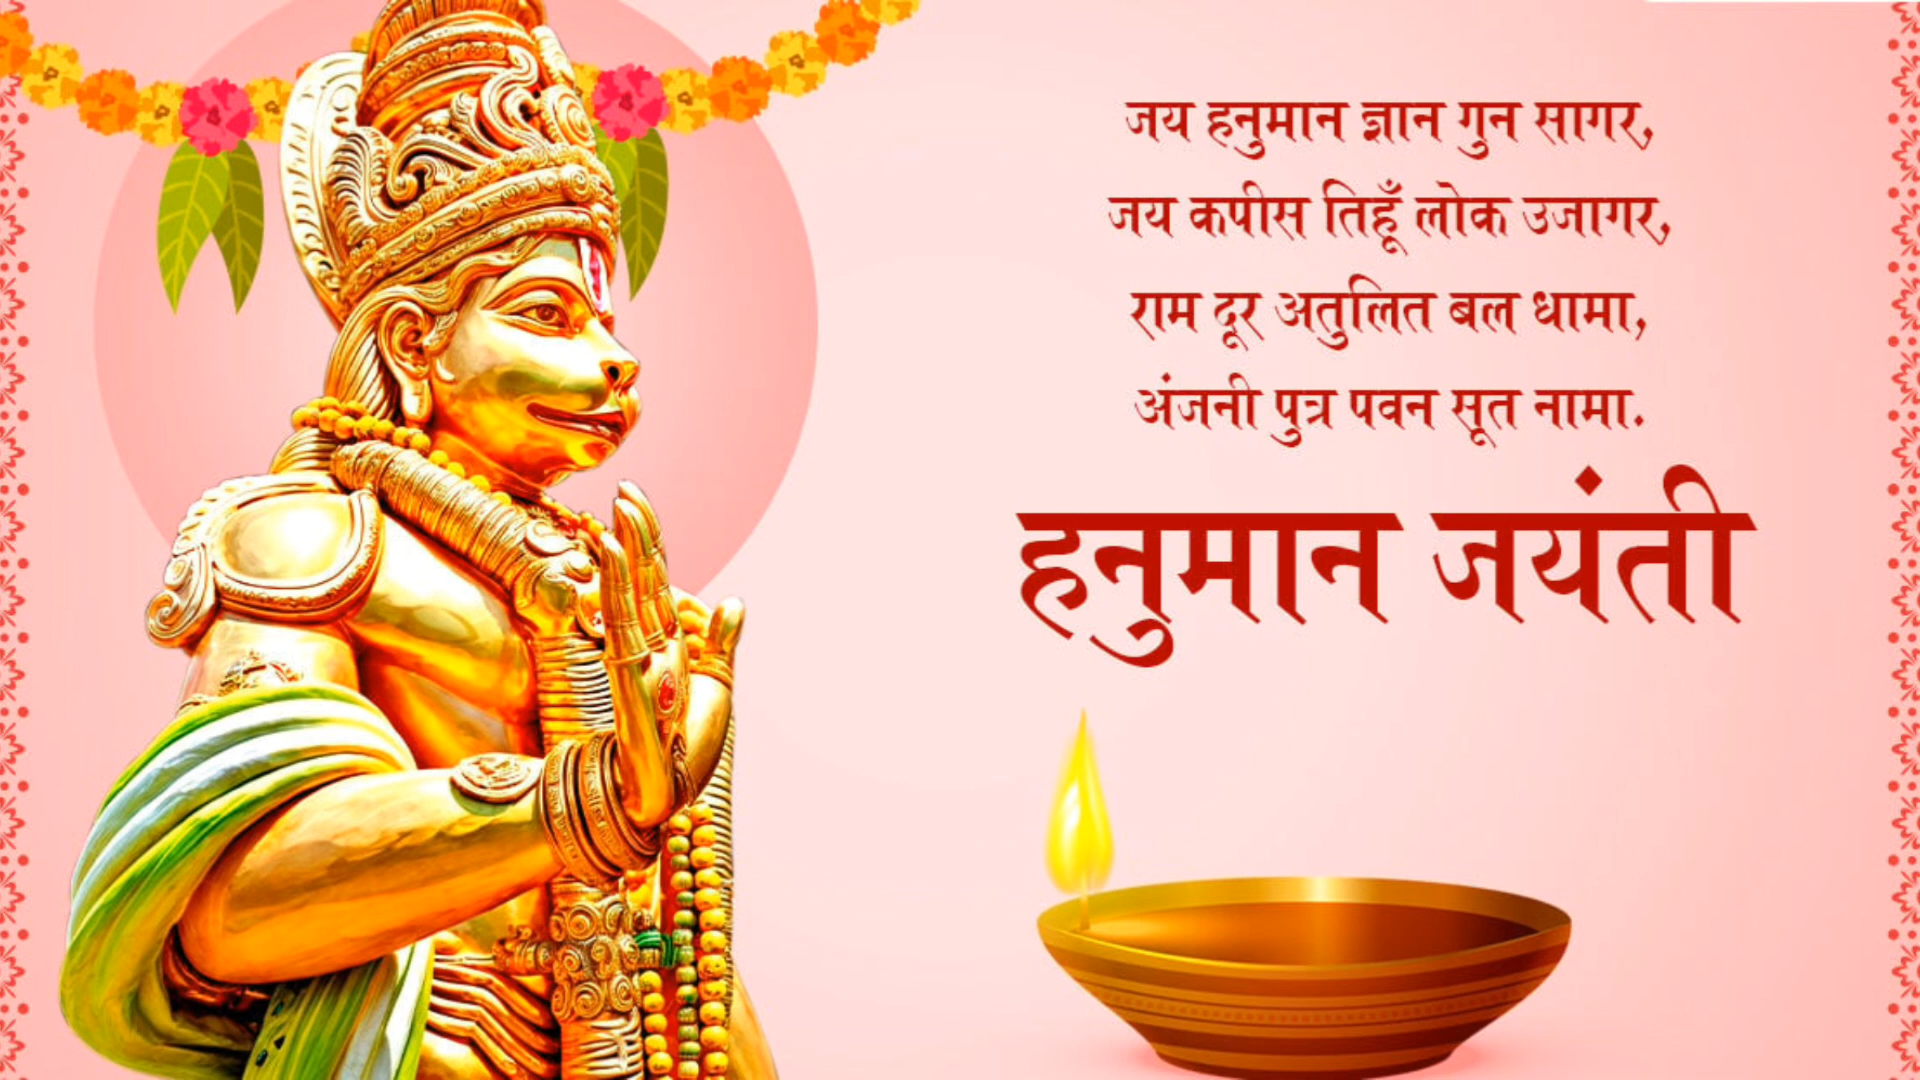 जय हनुमान ज्ञान गुन सागर,
जय कपीस तिहूँ लोक उजागर,
राम दूर अतुलित बल धामा,
अंजनी पुत्र पवन सूत नामा.
हनुमान जयंती